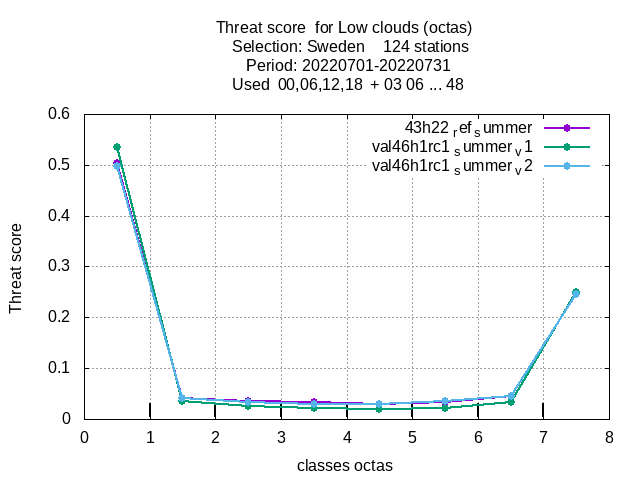 Threat score  for Low clouds (octas)
Selection: Sweden    124 stations
Period: 20220701-20220731
Used  00,06,12,18  + 03 06 ... 48
43h22 ref summer
val46h1rc1 summer v1
val46h1rc1 summer v2
0.6
0.5
0.4
0.3
0.2
0.1
0
Threat score
0 1 2 3 4 5 6 7 8
classes octas